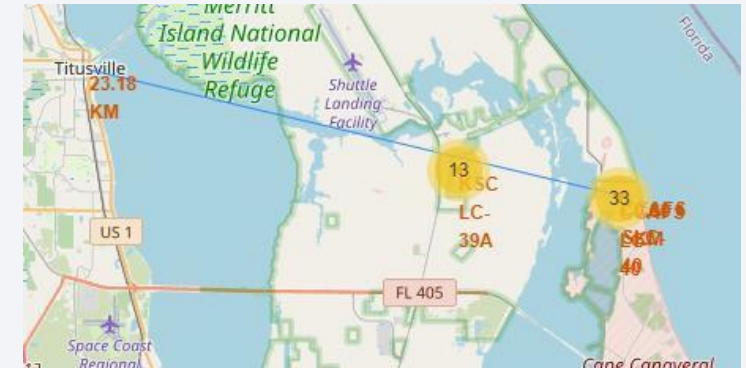 Merritt
Island National
Wildlife
Refuge
Florida
Titusville
23.18
KM
Shuttle
Landing
Facility
13
KSC
LC-
39A
33
40
US 1
FL 405
Space Coast
Regional
Cape Canaveral